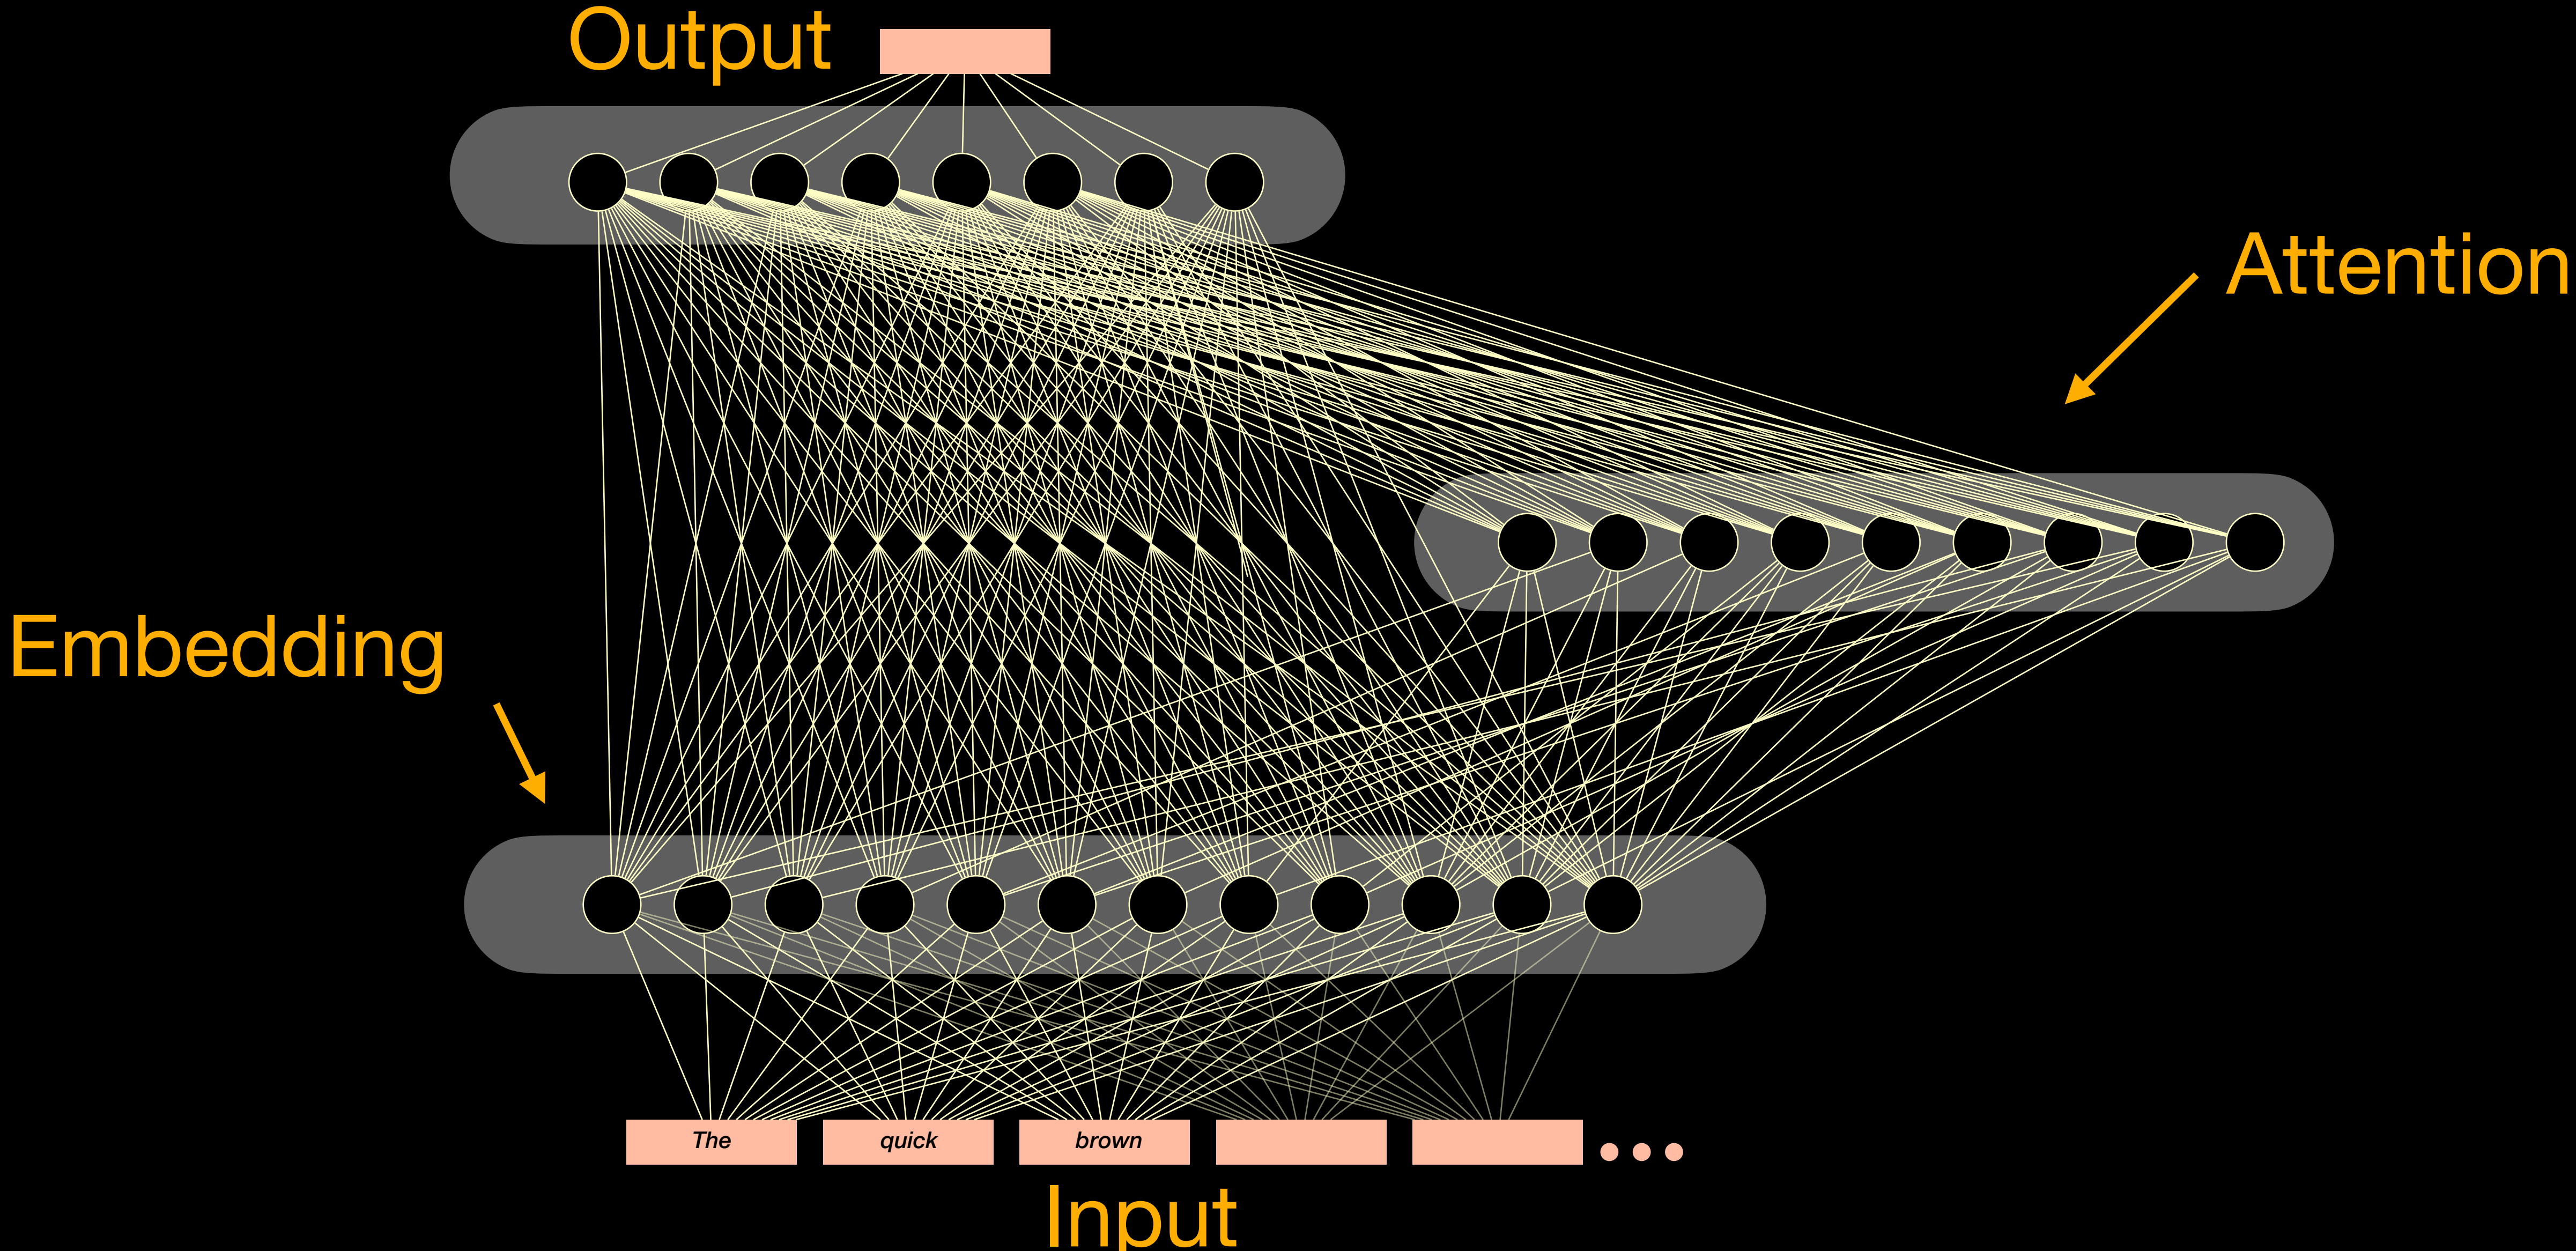 Output
Attention
Embedding
The quick brown
Input